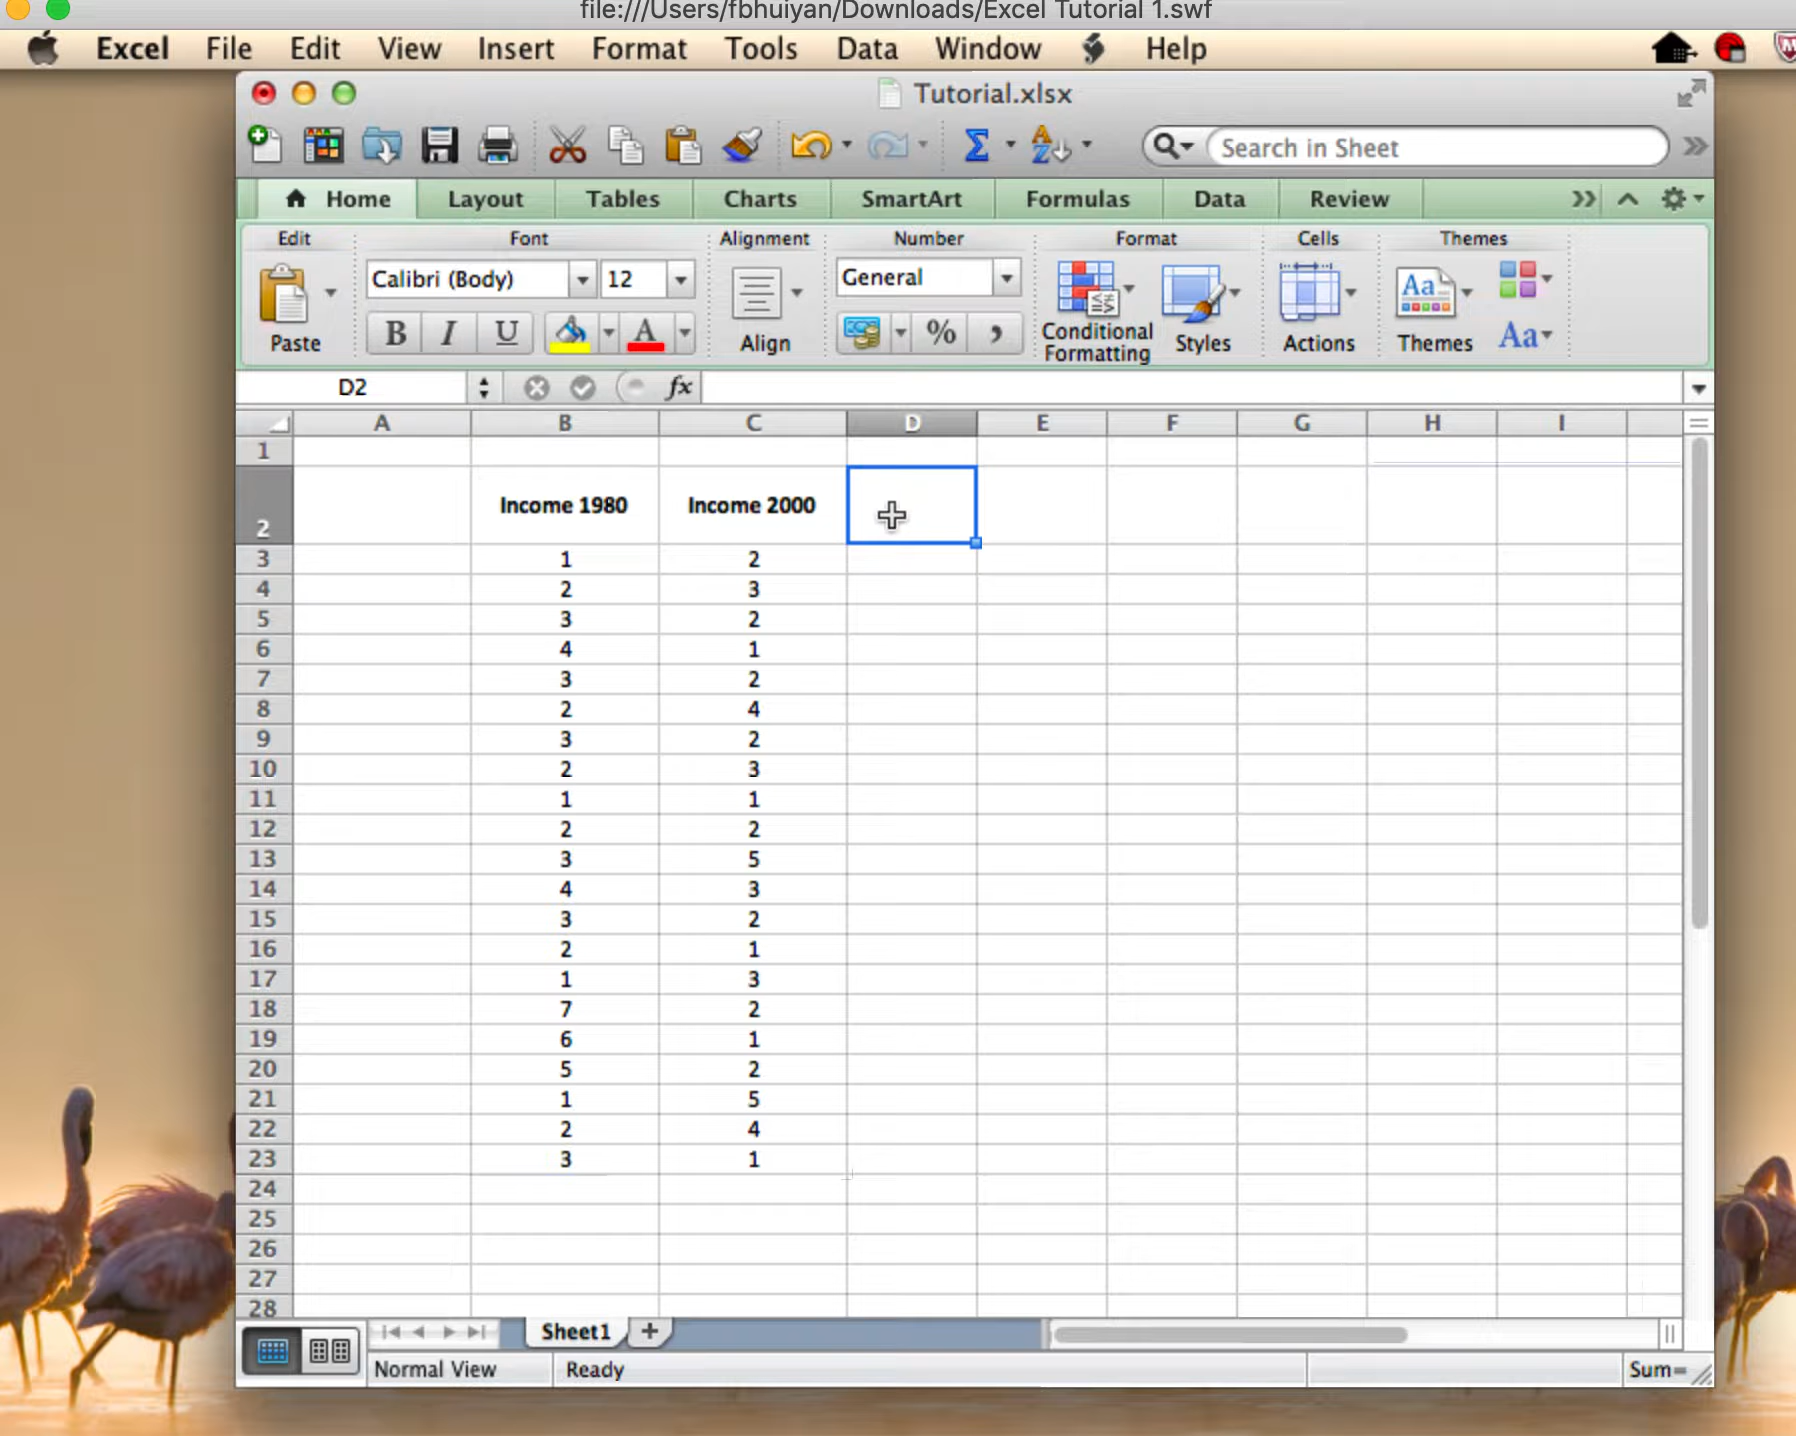 file:///Users/fbhuiyan/Downloads/Excel Tutorial 1.swf
Excel File Edit View Insert Format Tools Data Window Help
Tutorial.xlsx
Search in Sheet
Home Layout Tables Charts SmartArt Formulas Data Review
Edit Font Alignment Number Format Cells Themes
Calibri (Body) 12 General
B I U A % Aa
Paste Align Conditional Formatting Styles Actions Themes Aa
D2 fx
A B C D E F G H I
1
2 Income 1980 Income 2000
3 1 2
4 2 3
5 3 2
6 4 1
7 3 2
8 2 4
9 3 2
10 2 3
11 1 1
12 2 2
13 3 5
14 4 3
15 3 2
16 2 1
17 1 3
18 7 2
19 6 1
20 5 2
21 1 5
22 2 4
23 3 1
24
25
26
27
28
Sheet1
Normal View Ready Sum=